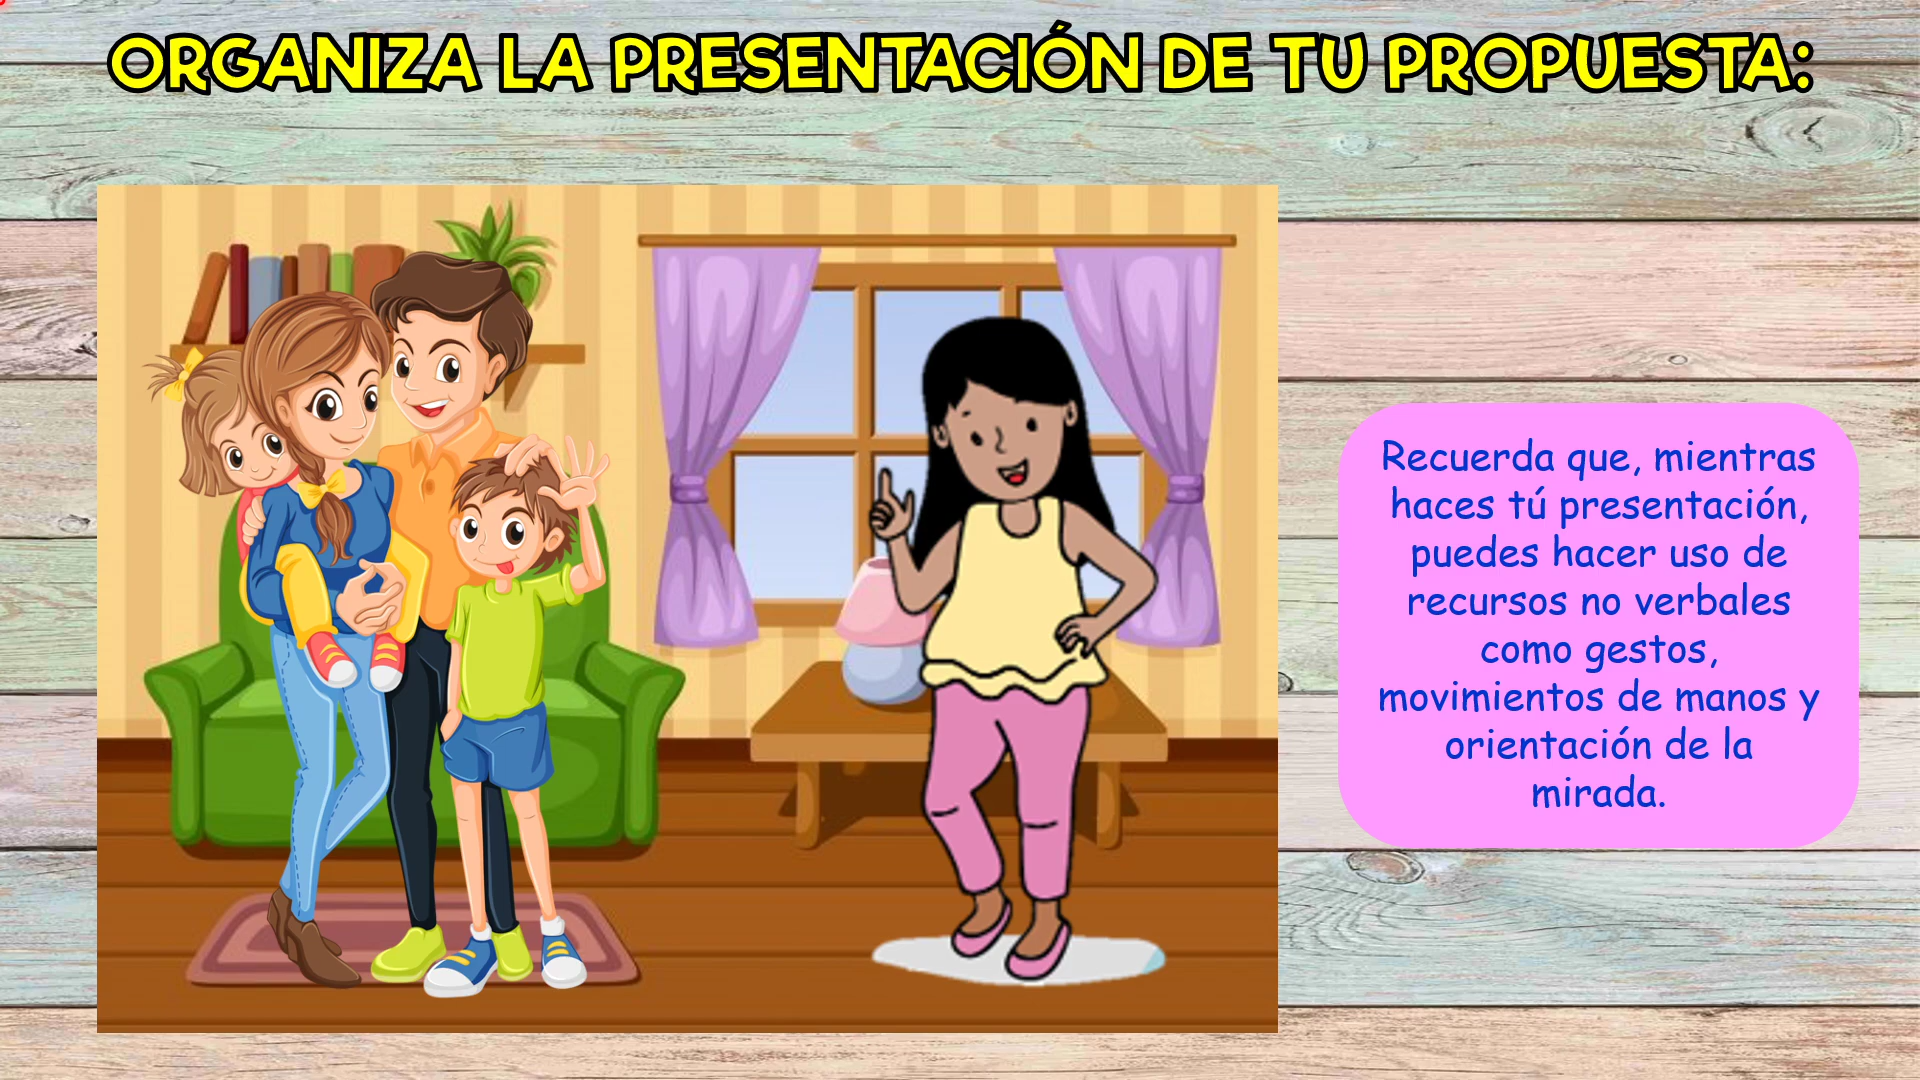 ORGANIZA LA PRESENTACIÓN DE TU PROPUESTA:
Recuerda que, mientras
haces tú presentación,
puedes hacer uso de
recursos no verbales
como gestos,
movimientos de manos y
orientación de la
mirada.